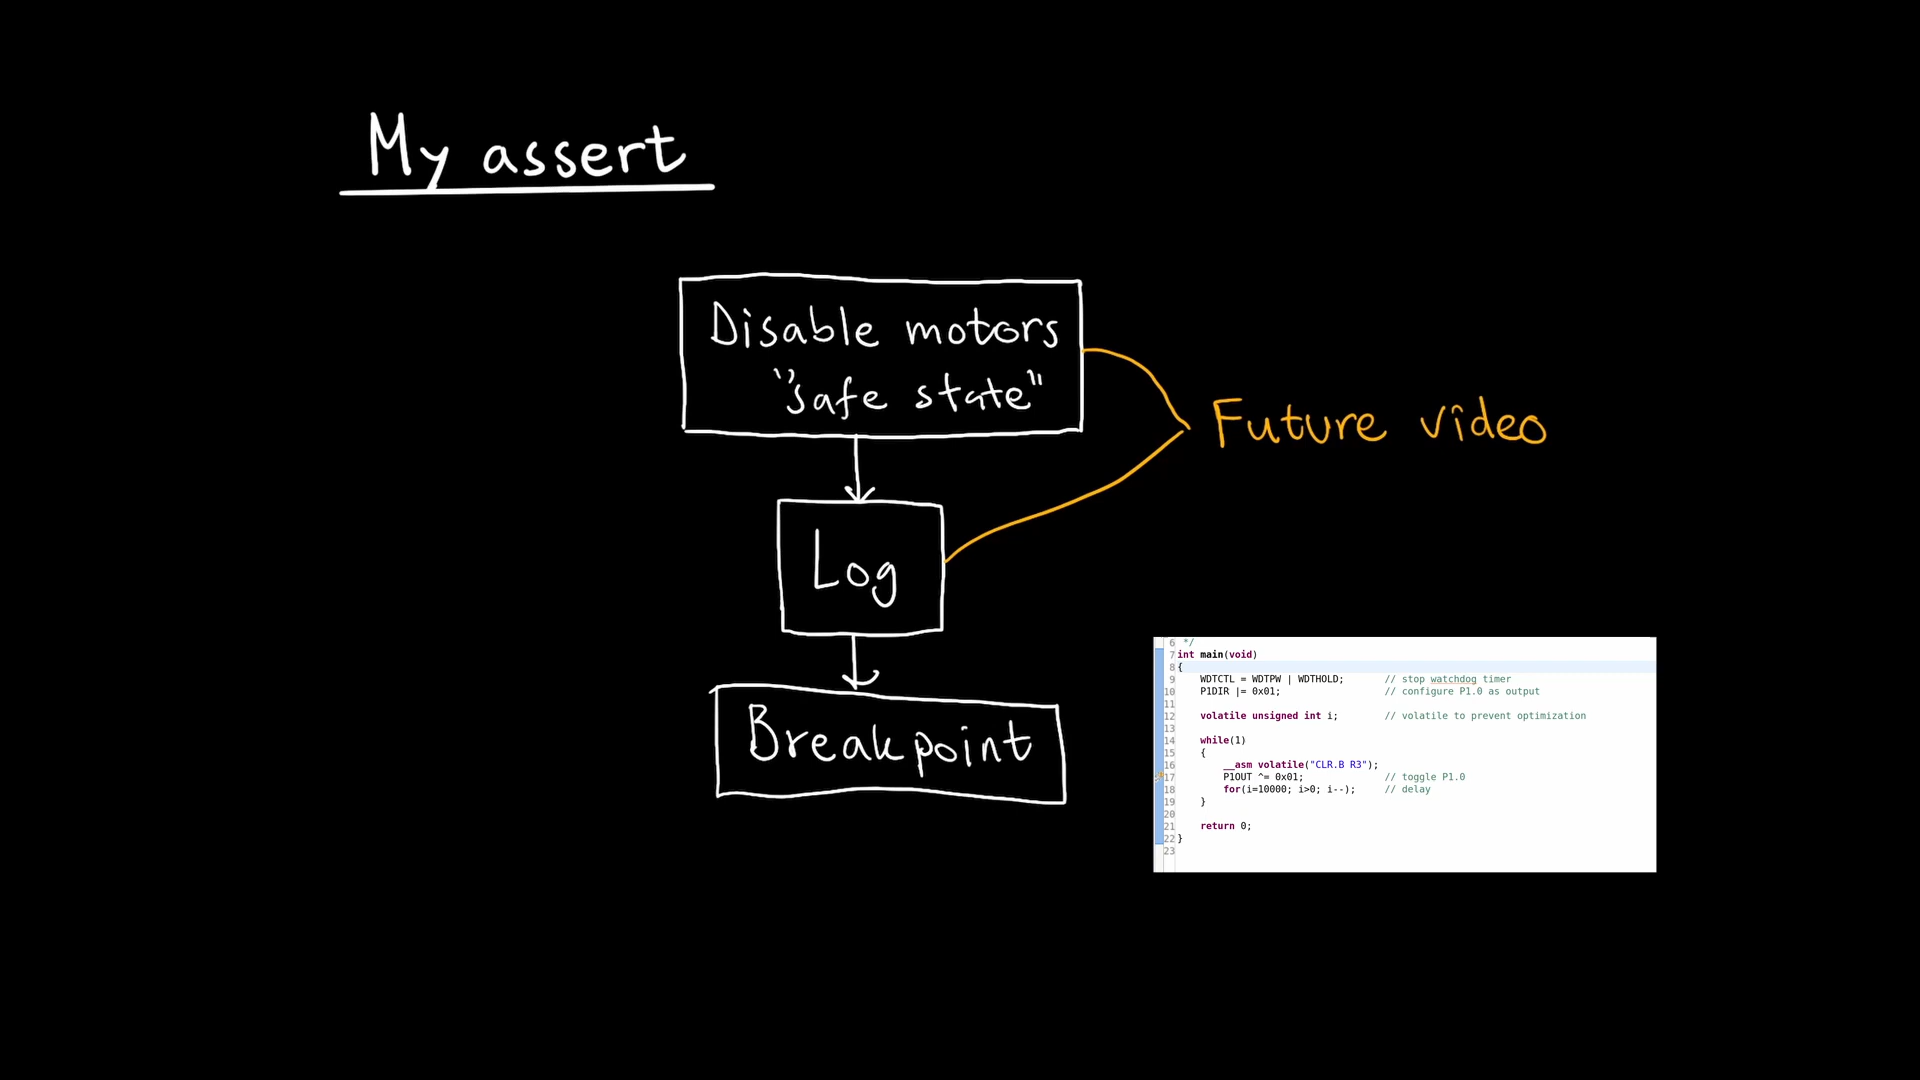 My assert
Disable motors
"safe state"
Future video
Log
Breakpoint
6 */
7 int main(void)
8 {
9 WDTCTL = WDTPW | WDTHOLD; // stop watchdog timer
10 P1DIR |= 0x01; // configure P1.0 as output
11
12 volatile unsigned int i; // volatile to prevent optimization
13
14 while(1)
15 {
16 __asm volatile("CLR.B R3");
17 P1OUT ^= 0x01; // toggle P1.0
18 for(i=10000; i>0; i--); // delay
19 }
20
21 return 0;
22 }
23